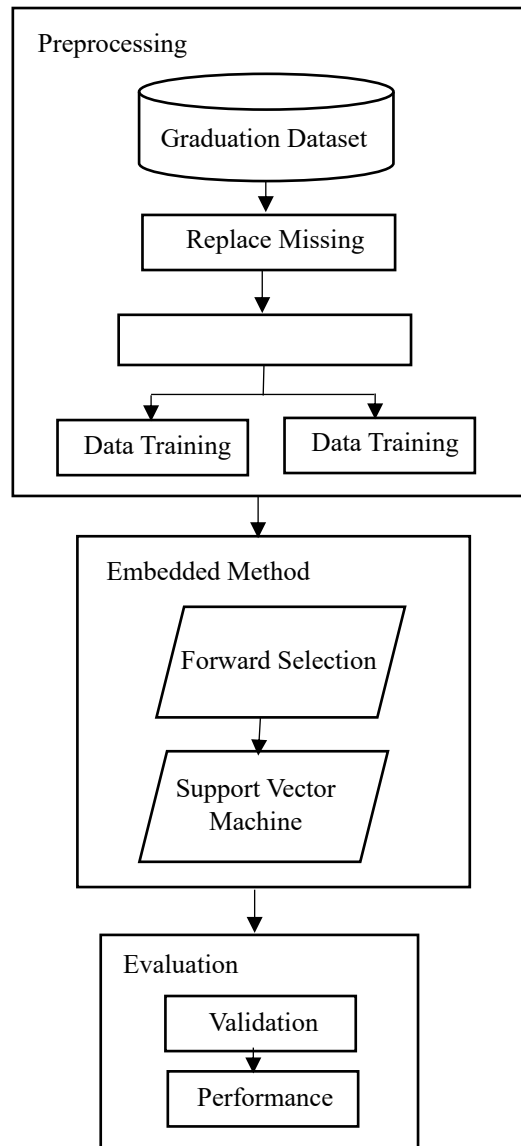 Preprocessing
Graduation Dataset
Replace Missing
Data Training
Data Training
Embedded Method
Forward Selection
Support Vector
Machine
Evaluation
Validation
Performance